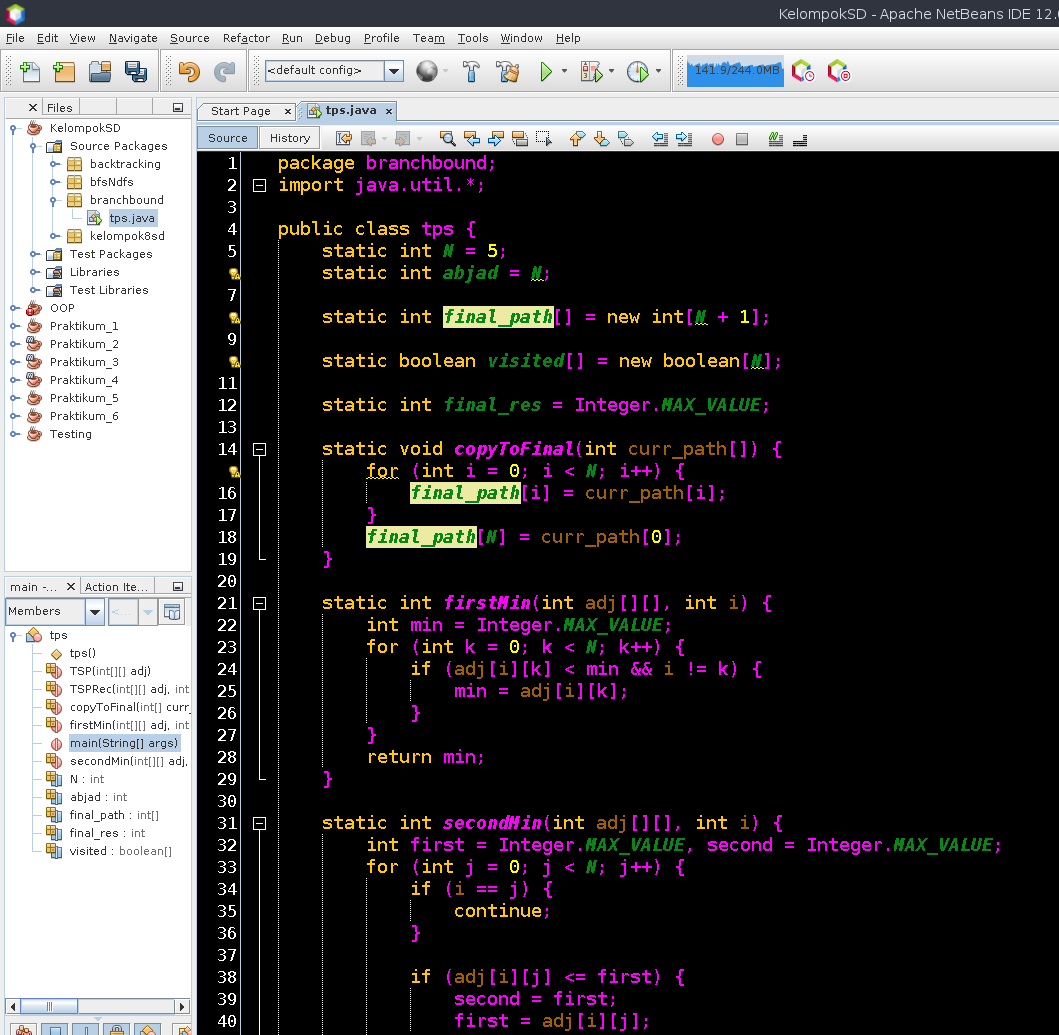 KelompokSD - Apache NetBeans IDE 12.
File Edit View Navigate Source Refactor Run Debug Profile Team Tools Window Help
<default config>
141.9/244.0MB
Files
Start Page
tps.java
Source History
KelompokSD
Source Packages
backtracking
bfsNdfs
branchbound
tps.java
kelompok8sd
Test Packages
Libraries
Test Libraries
OOP
Praktikum_1
Praktikum_2
Praktikum_3
Praktikum_4
Praktikum_5
Praktikum_6
Testing
main -... Action Ite...
Members
<...
tps
tps()
TSP(int[][] adj)
TSPRec(int[][] adj, int
copyToFinal(int[] curr_
firstMin(int[][] adj, int
main(String[] args)
secondMin(int[][] adj,
N : int
abjad : int
final_path : int[]
final_res : int
visited : boolean[]
1 package branchbound;
2 import java.util.*;
3
4 public class tps {
5 static int N = 5;
static int abjad = N;
7
static int final_path[] = new int[N + 1];
9
static boolean visited[] = new boolean[N];
11
12 static int final_res = Integer.MAX_VALUE;
13
14 static void copyToFinal(int curr_path[]) {
for (int i = 0; i < N; i++) {
16 final_path[i] = curr_path[i];
17 }
18 final_path[N] = curr_path[0];
19 }
20
21 static int firstMin(int adj[][], int i) {
22 int min = Integer.MAX_VALUE;
23 for (int k = 0; k < N; k++) {
24 if (adj[i][k] < min && i != k) {
25 min = adj[i][k];
26 }
27 }
28 return min;
29 }
30
31 static int secondMin(int adj[][], int i) {
32 int first = Integer.MAX_VALUE, second = Integer.MAX_VALUE;
33 for (int j = 0; j < N; j++) {
34 if (i == j) {
35 continue;
36 }
37
38 if (adj[i][j] <= first) {
39 second = first;
40 first = adj[i][j];